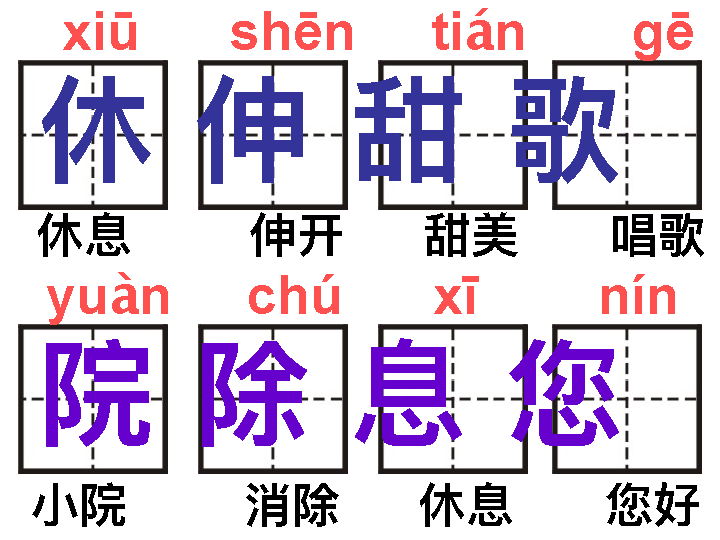 xiū shēn tián gē
休 伸 甜 歌
休息 伸开 甜美 唱歌
yuàn chú xī nín
院 除 息 您
小院 消除 休息 您好